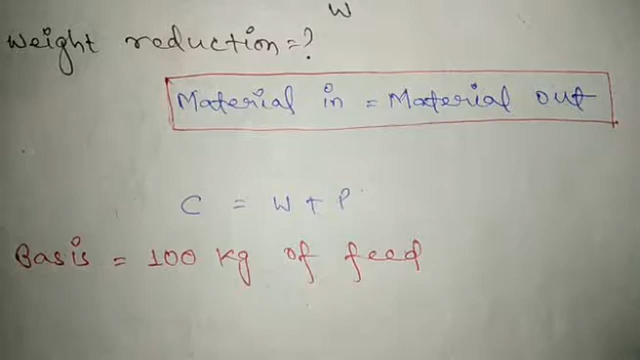 W
Weight reduction = ?
Material in = Material out
C = W + P
Basis = 100 kg of feed